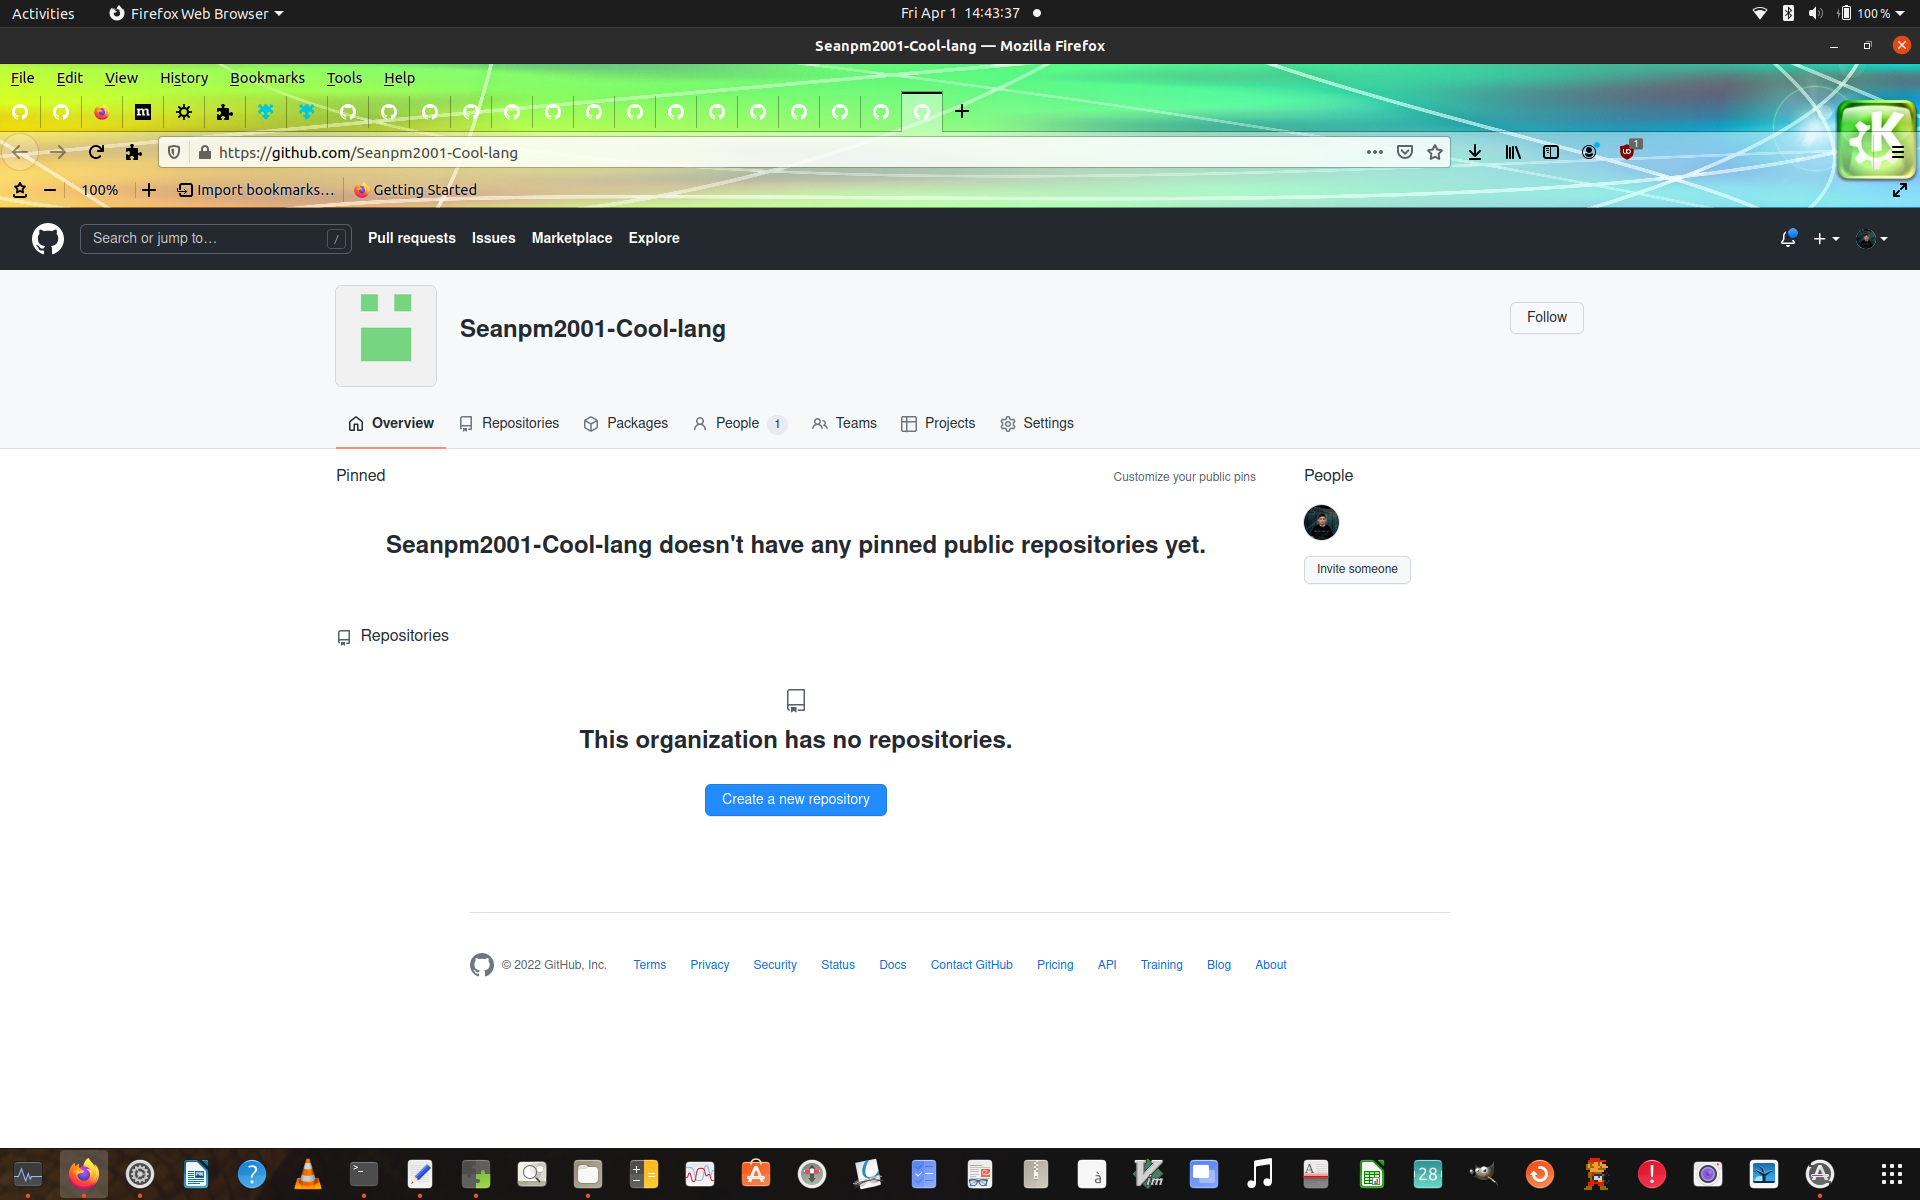 Activities Firefox Web Browser Fri Apr 1 14:43:37 100 %
Seanpm2001-Cool-lang — Mozilla Firefox
File Edit View History Bookmarks Tools Help
https://github.com/Seanpm2001-Cool-lang 1
100% Import bookmarks… Getting Started
Search or jump to… / Pull requests Issues Marketplace Explore
Seanpm2001-Cool-lang Follow
Overview Repositories Packages People 1 Teams Projects Settings
Pinned Customize your public pins People
Seanpm2001-Cool-lang doesn't have any pinned public repositories yet.
Invite someone
Repositories
This organization has no repositories.
Create a new repository
© 2022 GitHub, Inc. Terms Privacy Security Status Docs Contact GitHub Pricing API Training Blog About
28